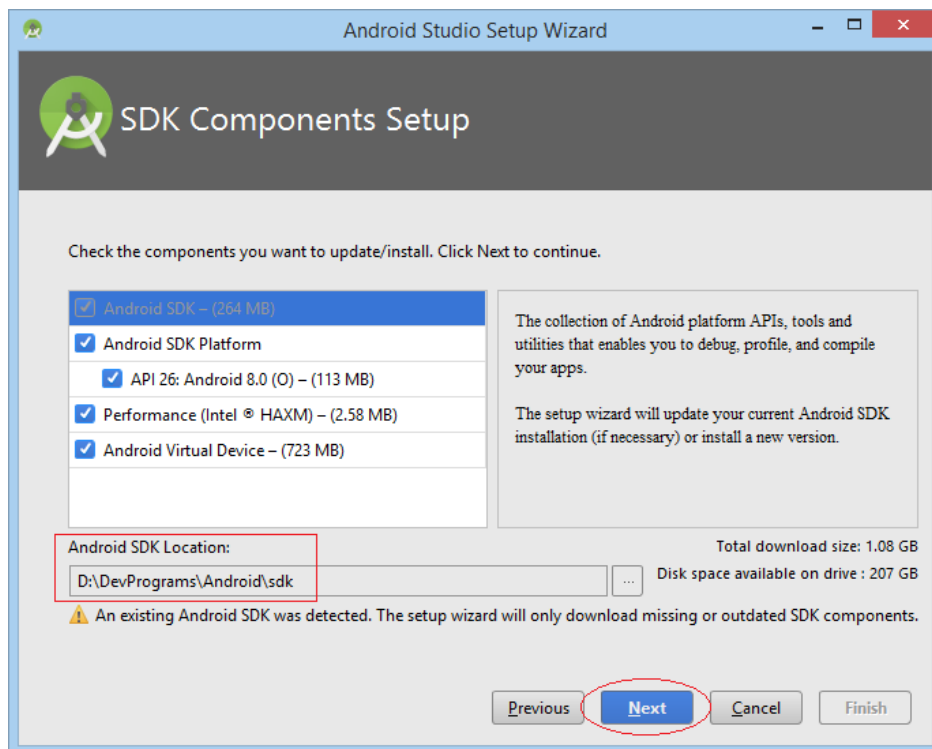 Android Studio Setup Wizard
SDK Components Setup
Check the components you want to update/install. Click Next to continue.
Android SDK – (264 MB)
Android SDK Platform
API 26: Android 8.0 (O) – (113 MB)
Performance (Intel ® HAXM) – (2.58 MB)
Android Virtual Device – (723 MB)
The collection of Android platform APIs, tools and
utilities that enables you to debug, profile, and compile
your apps.
The setup wizard will update your current Android SDK
installation (if necessary) or install a new version.
Android SDK Location:
D:\DevPrograms\Android\sdk
...
Total download size: 1.08 GB
Disk space available on drive : 207 GB
An existing Android SDK was detected. The setup wizard will only download missing or outdated SDK components.
Previous
Next
Cancel
Finish